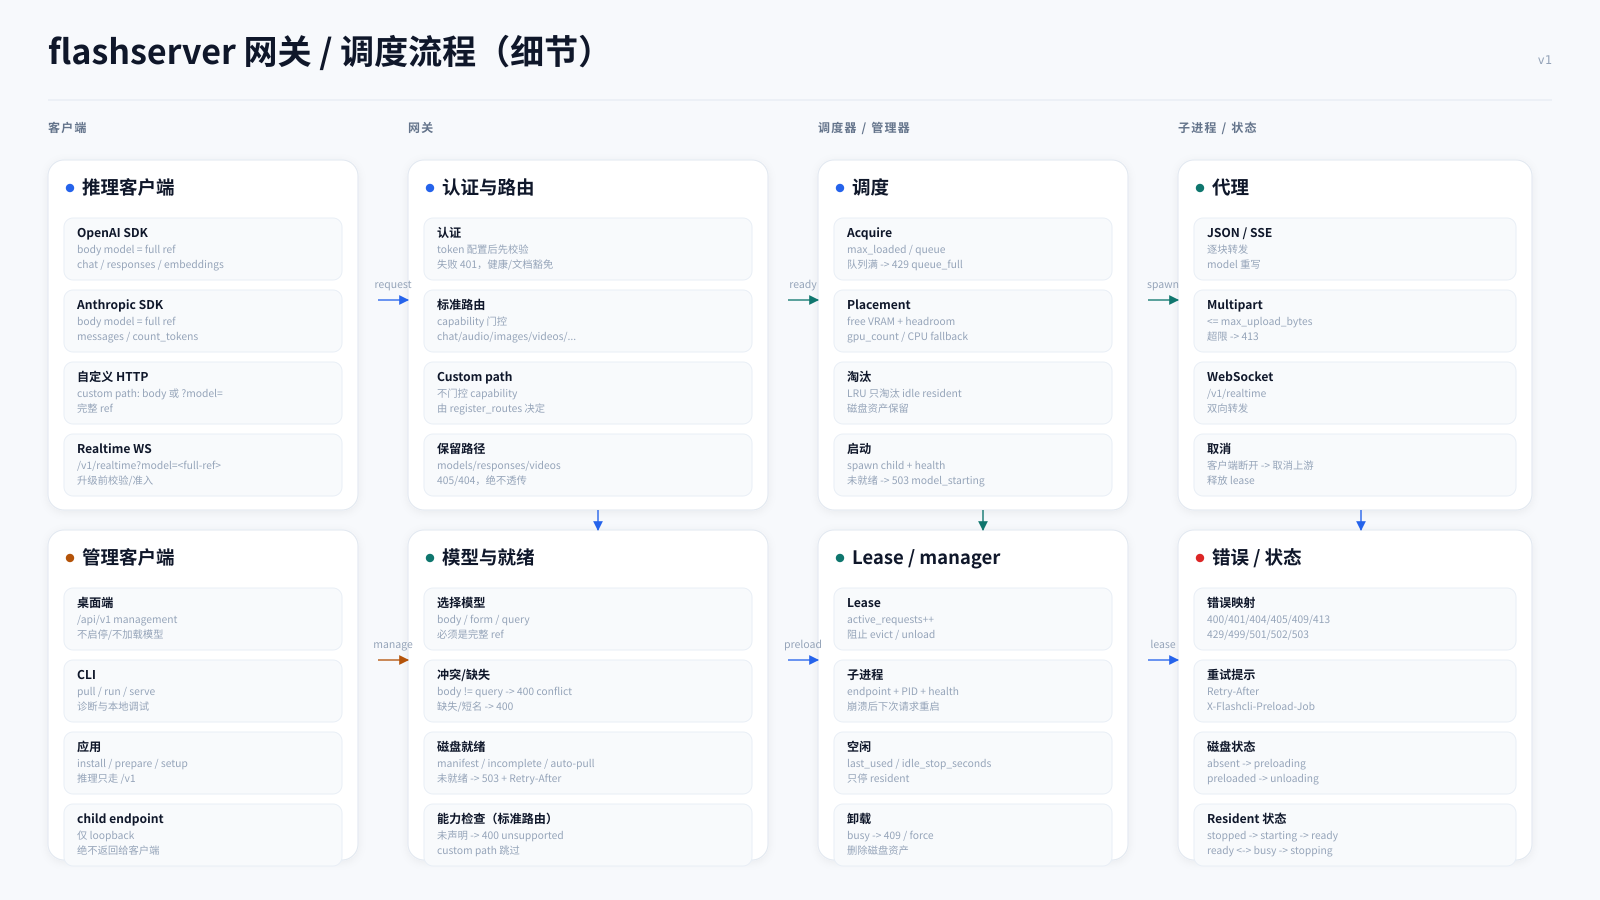 flashserver 网关 / 调度流程（细节）
v1
客户端
网关
调度器 / 管理器
子进程 / 状态
推理客户端
OpenAI SDK
body model = full ref
chat / responses / embeddings
Anthropic SDK
body model = full ref
messages / count_tokens
自定义 HTTP
custom path: body 或 ?model=
完整 ref
Realtime WS
/v1/realtime?model=<full-ref>
升级前校验/准入
request
认证与路由
认证
token 配置后先校验
失败 401，健康/文档豁免
标准路由
capability 门控
chat/audio/images/videos/...
Custom path
不门控 capability
由 register_routes 决定
保留路径
models/responses/videos
405/404，绝不透传
ready
调度
Acquire
max_loaded / queue
队列满 -> 429 queue_full
Placement
free VRAM + headroom
gpu_count / CPU fallback
淘汰
LRU 只淘汰 idle resident
磁盘资产保留
启动
spawn child + health
未就绪 -> 503 model_starting
spawn
代理
JSON / SSE
逐块转发
model 重写
Multipart
<= max_upload_bytes
超限 -> 413
WebSocket
/v1/realtime
双向转发
取消
客户端断开 -> 取消上游
释放 lease
管理客户端
桌面端
/api/v1 management
不启停/不加载模型
CLI
pull / run / serve
诊断与本地调试
应用
install / prepare / setup
推理只走 /v1
child endpoint
仅 loopback
绝不返回给客户端
manage
模型与就绪
选择模型
body / form / query
必须是完整 ref
冲突/缺失
body != query -> 400 conflict
缺失/短名 -> 400
磁盘就绪
manifest / incomplete / auto-pull
未就绪 -> 503 + Retry-After
能力检查（标准路由）
未声明 -> 400 unsupported
custom path 跳过
preload
Lease / manager
Lease
active_requests++
阻止 evict / unload
子进程
endpoint + PID + health
崩溃后下次请求重启
空闲
last_used / idle_stop_seconds
只停 resident
卸载
busy -> 409 / force
删除磁盘资产
lease
错误 / 状态
错误映射
400/401/404/405/409/413
429/499/501/502/503
重试提示
Retry-After
X-Flashcli-Preload-Job
磁盘状态
absent -> preloading
preloaded -> unloading
Resident 状态
stopped -> starting -> ready
ready <-> busy -> stopping